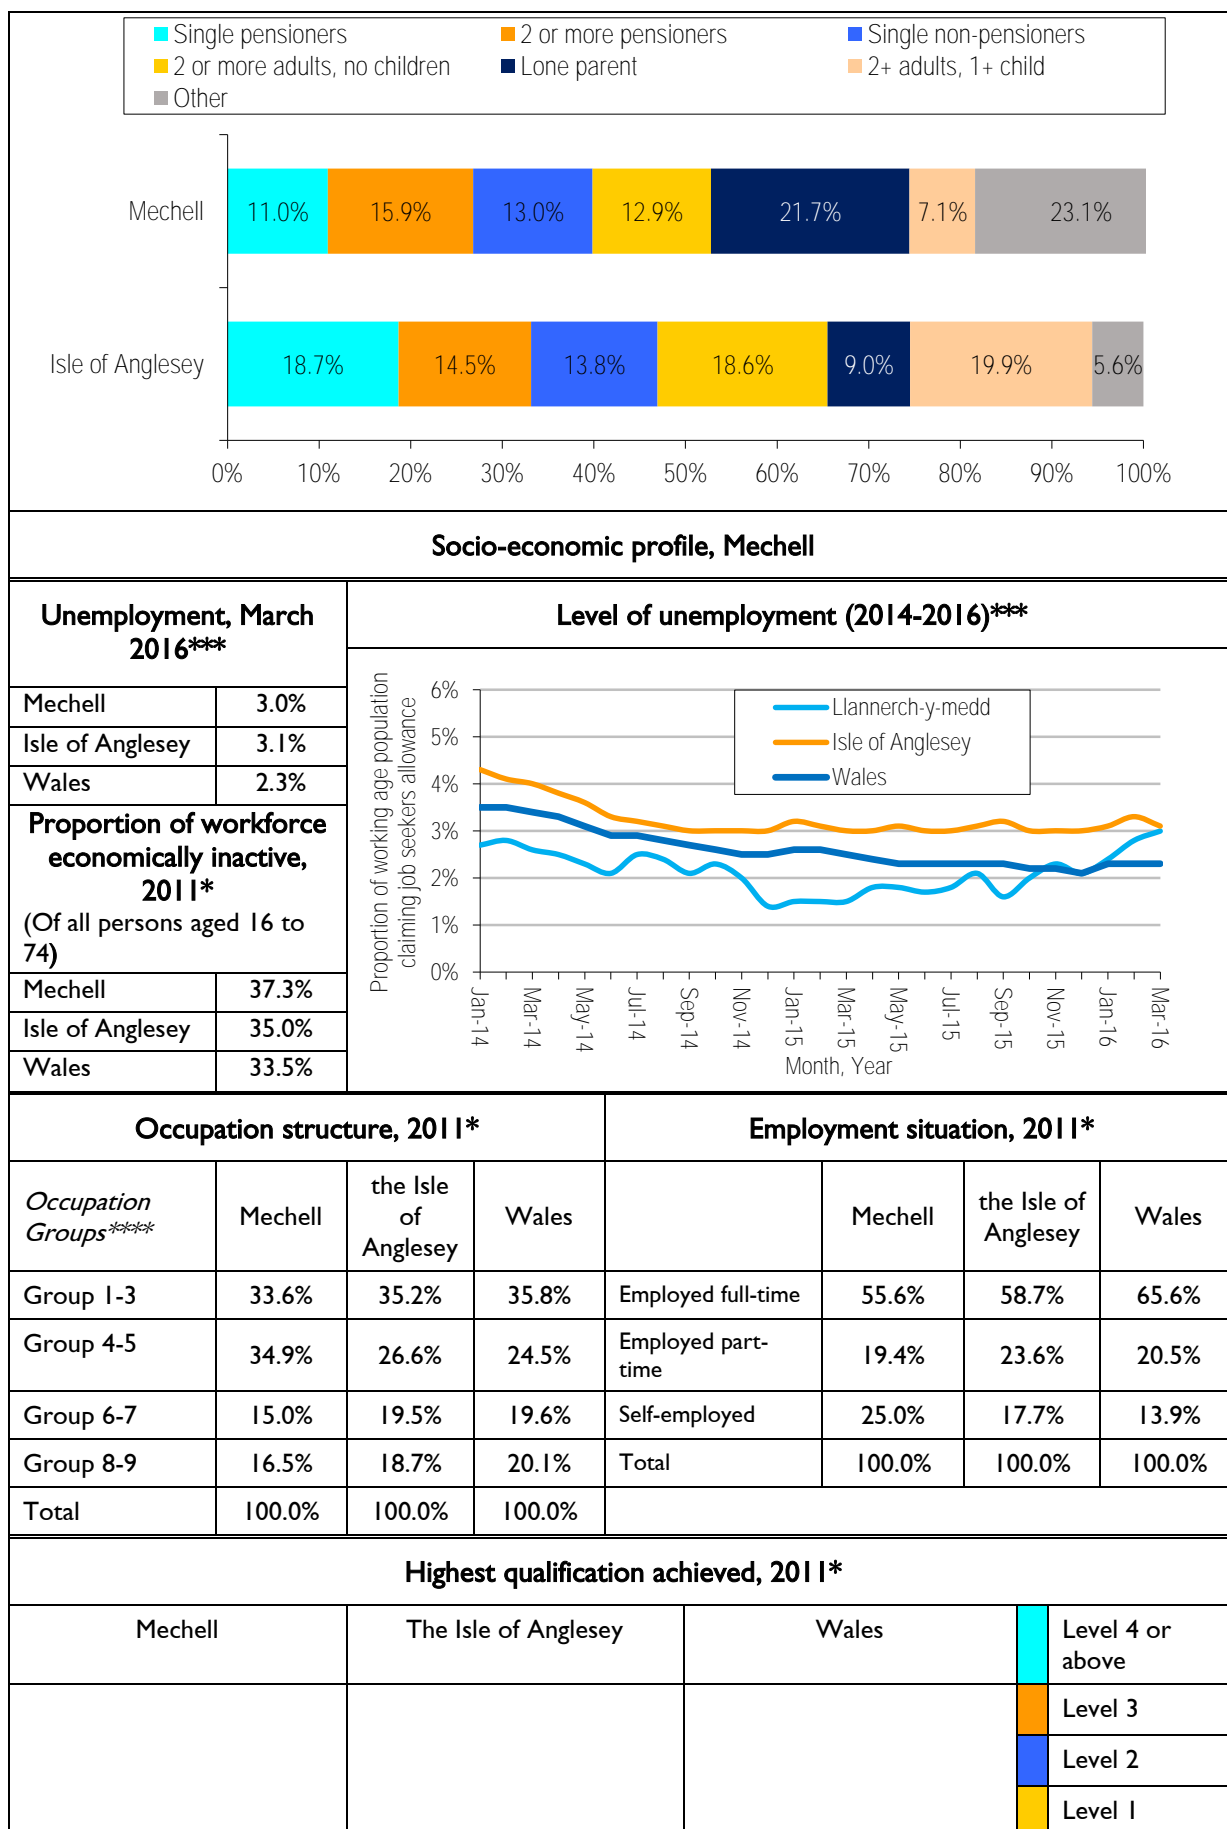 Single pensioners 2 or more pensioners Single non-pensioners
2 or more adults, no children Lone parent 2+ adults, 1+ child
Other
Mechell 11.0% 15.9% 13.0% 12.9% 21.7% 7.1% 23.1%
Isle of Anglesey 18.7% 14.5% 13.8% 18.6% 9.0% 19.9% 5.6%
0% 10% 20% 30% 40% 50% 60% 70% 80% 90% 100%
Socio-economic profile, Mechell
Unemployment, March
2016***
Mechell 3.0%
Isle of Anglesey 3.1%
Wales 2.3%
Proportion of workforce
economically inactive,
2011*
(Of all persons aged 16 to
74)
Mechell 37.3%
Isle of Anglesey 35.0%
Wales 33.5%
Level of unemployment (2014-2016)***
Proportion of working age population
claiming job seekers allowance
6%
5%
4%
3%
2%
1%
0%
Llannerch-y-medd
Isle of Anglesey
Wales
Jan-14 Mar-14 May-14 Jul-14 Sep-14 Nov-14 Jan-15 Mar-15 May-15 Jul-15 Sep-15 Nov-15 Jan-16 Mar-16
Month, Year
Occupation structure, 2011*
Occupation
Groups****
Mechell
the Isle
of
Anglesey
Wales
Group 1-3 33.6% 35.2% 35.8%
Group 4-5 34.9% 26.6% 24.5%
Group 6-7 15.0% 19.5% 19.6%
Group 8-9 16.5% 18.7% 20.1%
Total 100.0% 100.0% 100.0%
Employment situation, 2011*
Mechell
the Isle of
Anglesey
Wales
Employed full-time 55.6% 58.7% 65.6%
Employed part-
time 19.4% 23.6% 20.5%
Self-employed 25.0% 17.7% 13.9%
Total 100.0% 100.0% 100.0%
Highest qualification achieved, 2011*
Mechell The Isle of Anglesey Wales
Level 4 or
above
Level 3
Level 2
Level 1